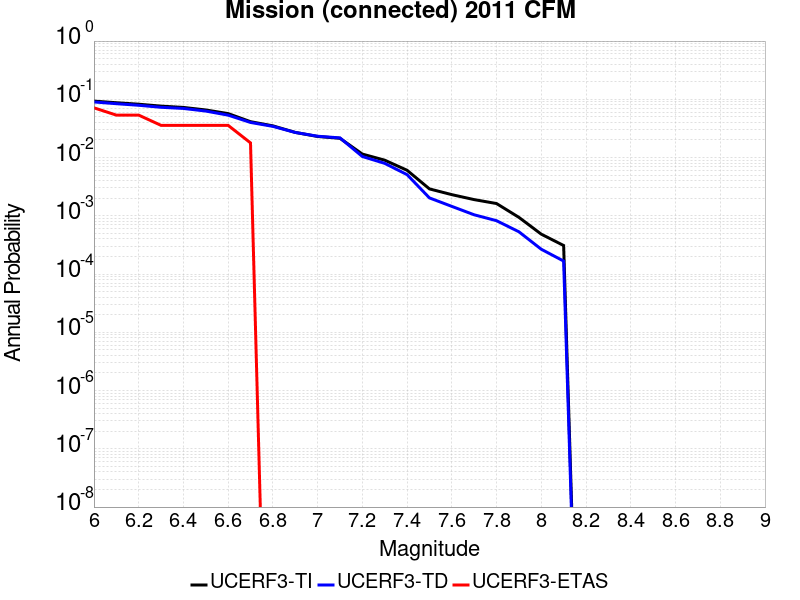 Mission (connected) 2011 CFM
10^0
10^-1
10^-2
10^-3
10^-4
10^-5
10^-6
10^-7
10^-8
Annual Probability
6 6.2 6.4 6.6 6.8 7 7.2 7.4 7.6 7.8 8 8.2 8.4 8.6 8.8 9
Magnitude
UCERF3-TI UCERF3-TD UCERF3-ETAS